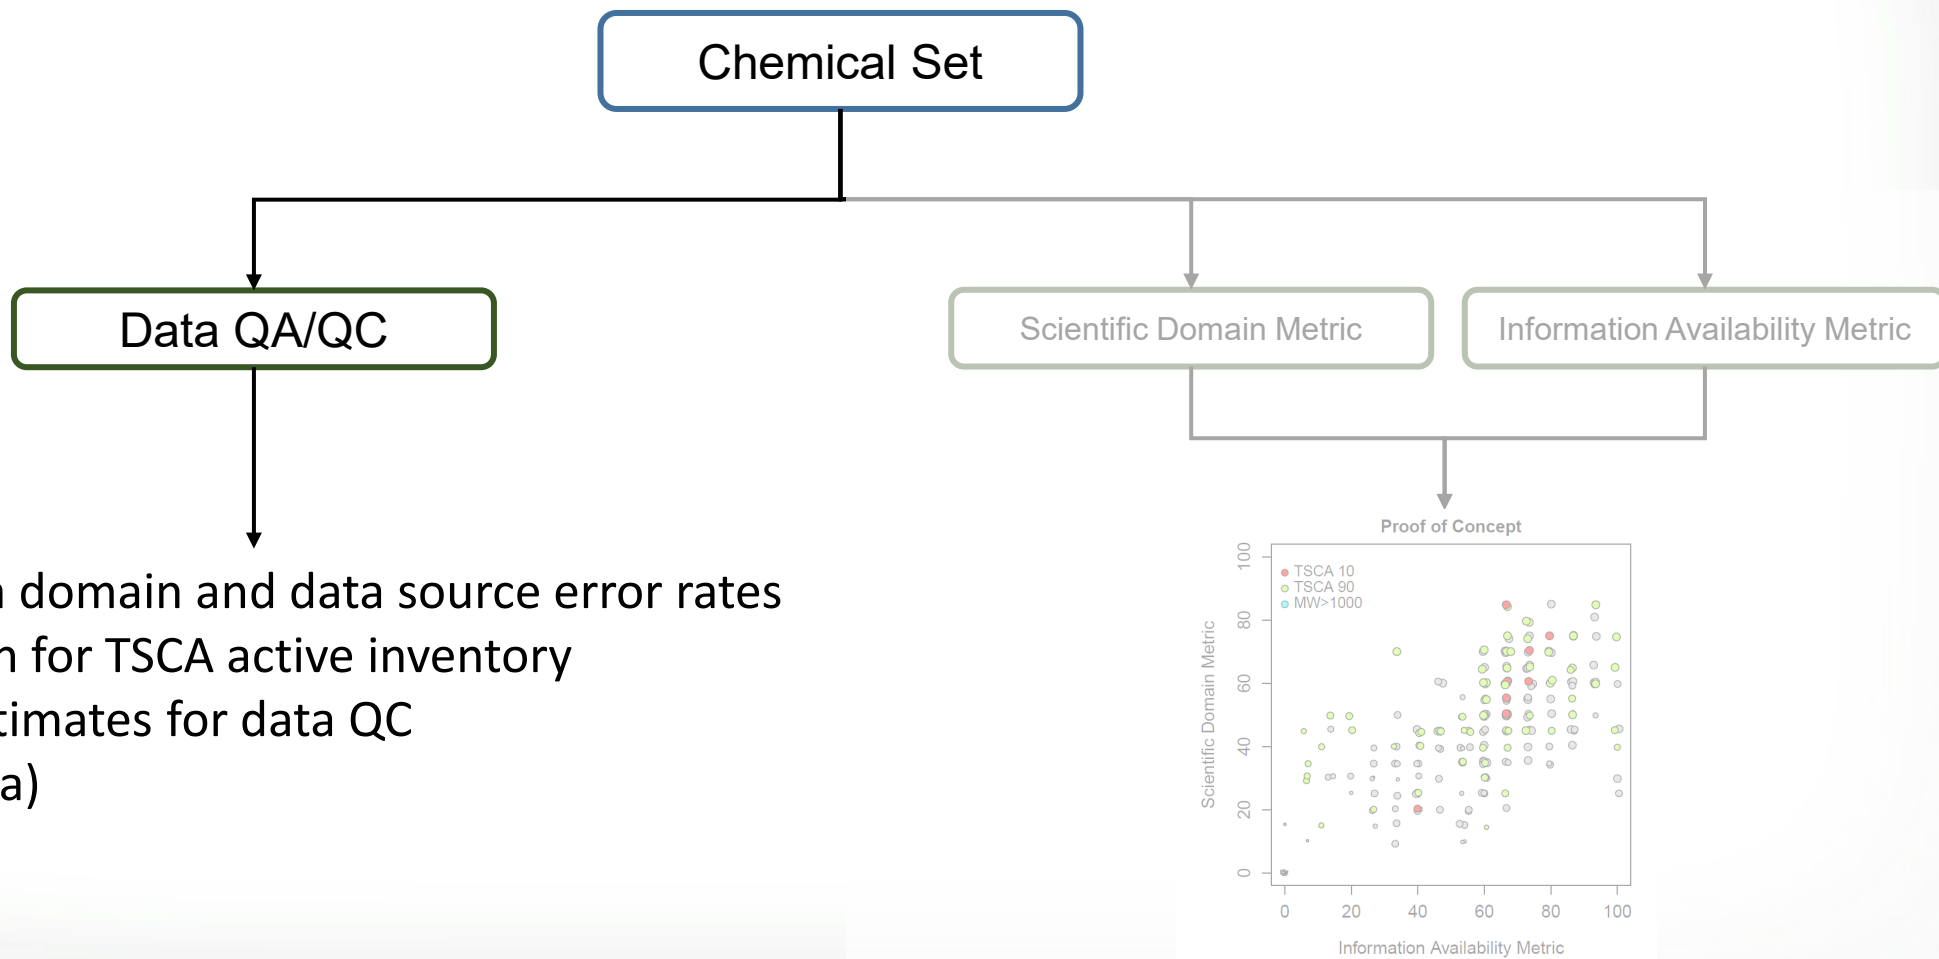 Chemical Set
Data QA/QC
Scientific Domain Metric
Information Availability Metric
domain and data source error rates
for TSCA active inventory
for data QC
a)
Proof of Concept
TSCA 10
TSCA 90
MW>1000
Scientific Domain Metric
100
80
60
40
20
0
0 20 40 60 80 100
Information Availability Metric